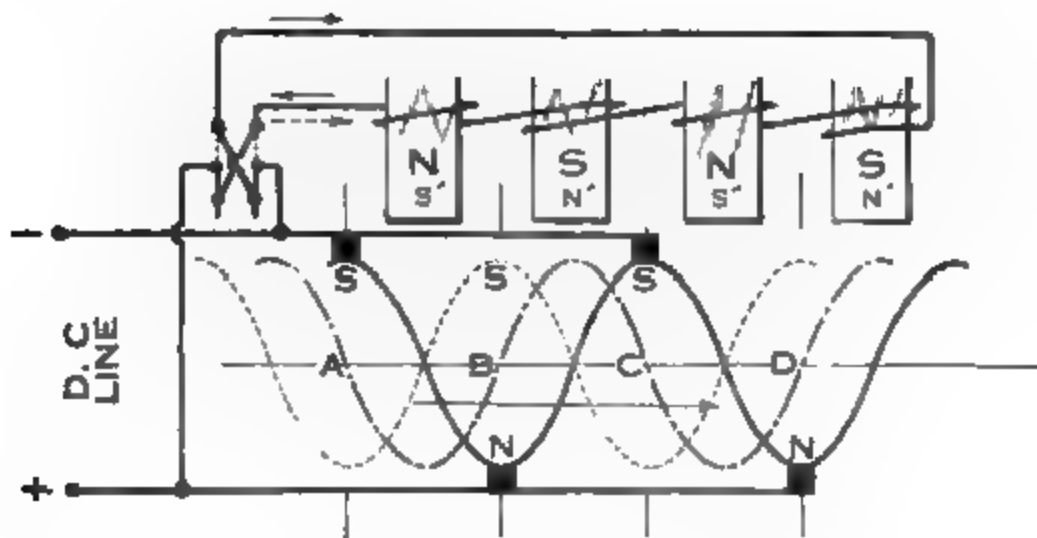 N S N S
S' N' S' N'
-
S S S
A B C D
D.C
LINE
N N
+